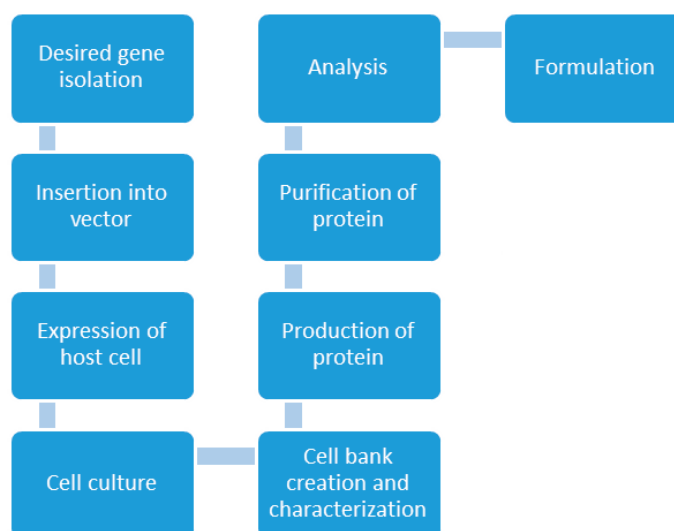 Desired gene
isolation
Insertion into
vector
Expression of
host cell
Cell culture
Cell bank
creation and
characterization
Production of
protein
Purification of
protein
Analysis
Formulation